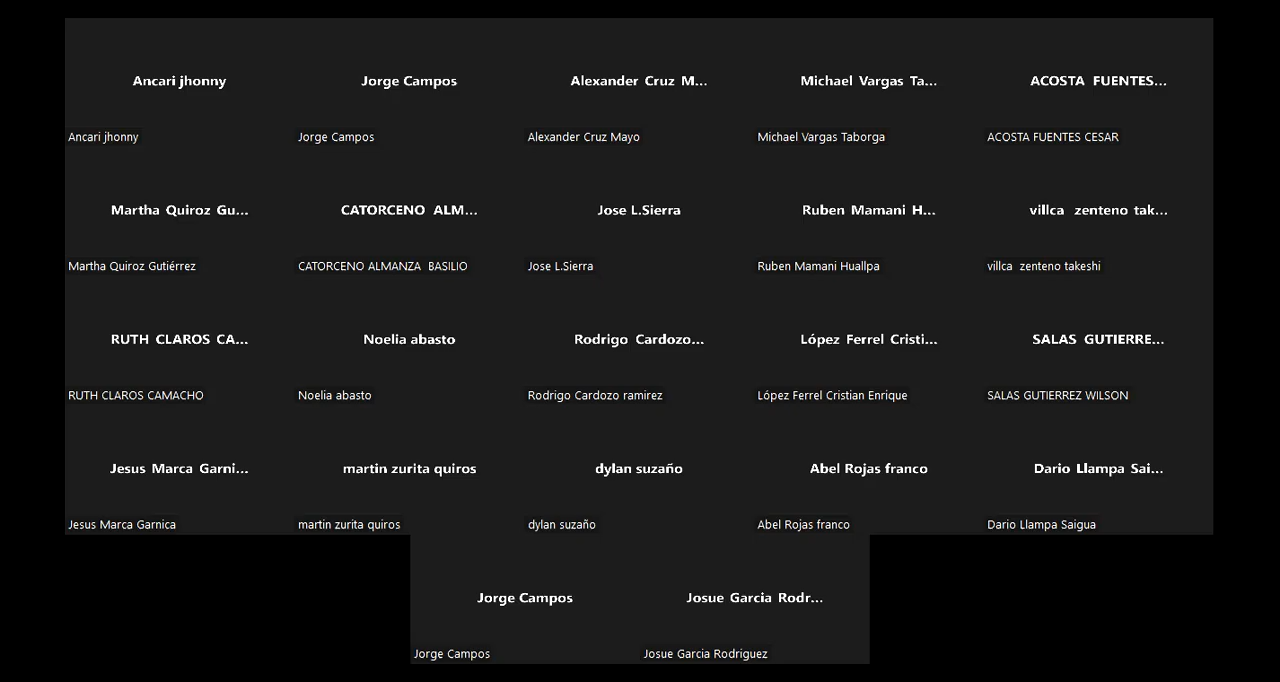 Ancari jhonny Jorge Campos Alexander Cruz M... Michael Vargas Ta... ACOSTA FUENTES...
Ancari jhonny Jorge Campos Alexander Cruz Mayo Michael Vargas Taborga ACOSTA FUENTES CESAR
Martha Quiroz Gu... CATORCENO ALM... Jose L.Sierra Ruben Mamani H... villca zenteno tak...
Martha Quiroz Gutiérrez CATORCENO ALMANZA BASILIO Jose L.Sierra Ruben Mamani Huallpa villca zenteno takeshi
RUTH CLAROS CA... Noelia abasto Rodrigo Cardozo... López Ferrel Cristi... SALAS GUTIERRE...
RUTH CLAROS CAMACHO Noelia abasto Rodrigo Cardozo ramirez López Ferrel Cristian Enrique SALAS GUTIERREZ WILSON
Jesus Marca Garni... martin zurita quiros dylan suzaño Abel Rojas franco Dario Llampa Sai...
Jesus Marca Garnica martin zurita quiros dylan suzaño Abel Rojas franco Dario Llampa Saigua
Jorge Campos Josue Garcia Rodr...
Jorge Campos Josue Garcia Rodriguez